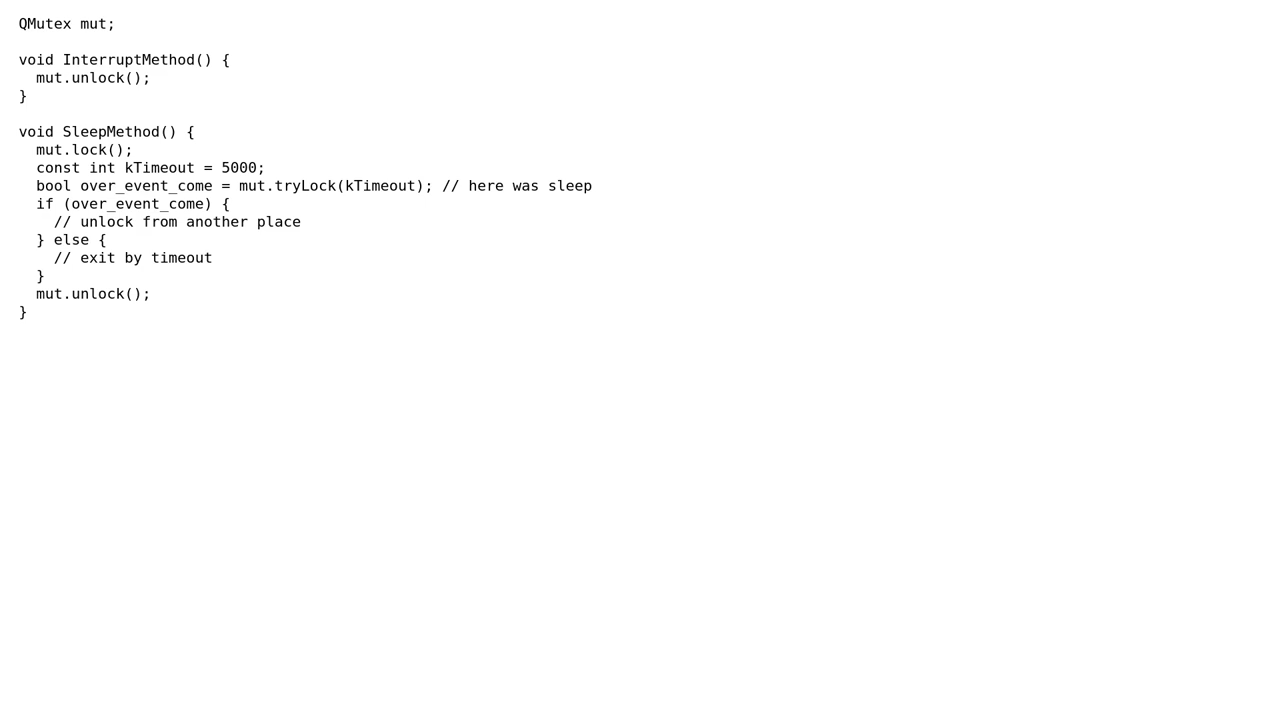 QMutex mut;

void InterruptMethod() {
  mut.unlock();
}

void SleepMethod() {
  mut.lock();
  const int kTimeout = 5000;
  bool over_event_come = mut.tryLock(kTimeout); // here was sleep
  if (over_event_come) {
    // unlock from another place
  } else {
    // exit by timeout
  }
  mut.unlock();
}